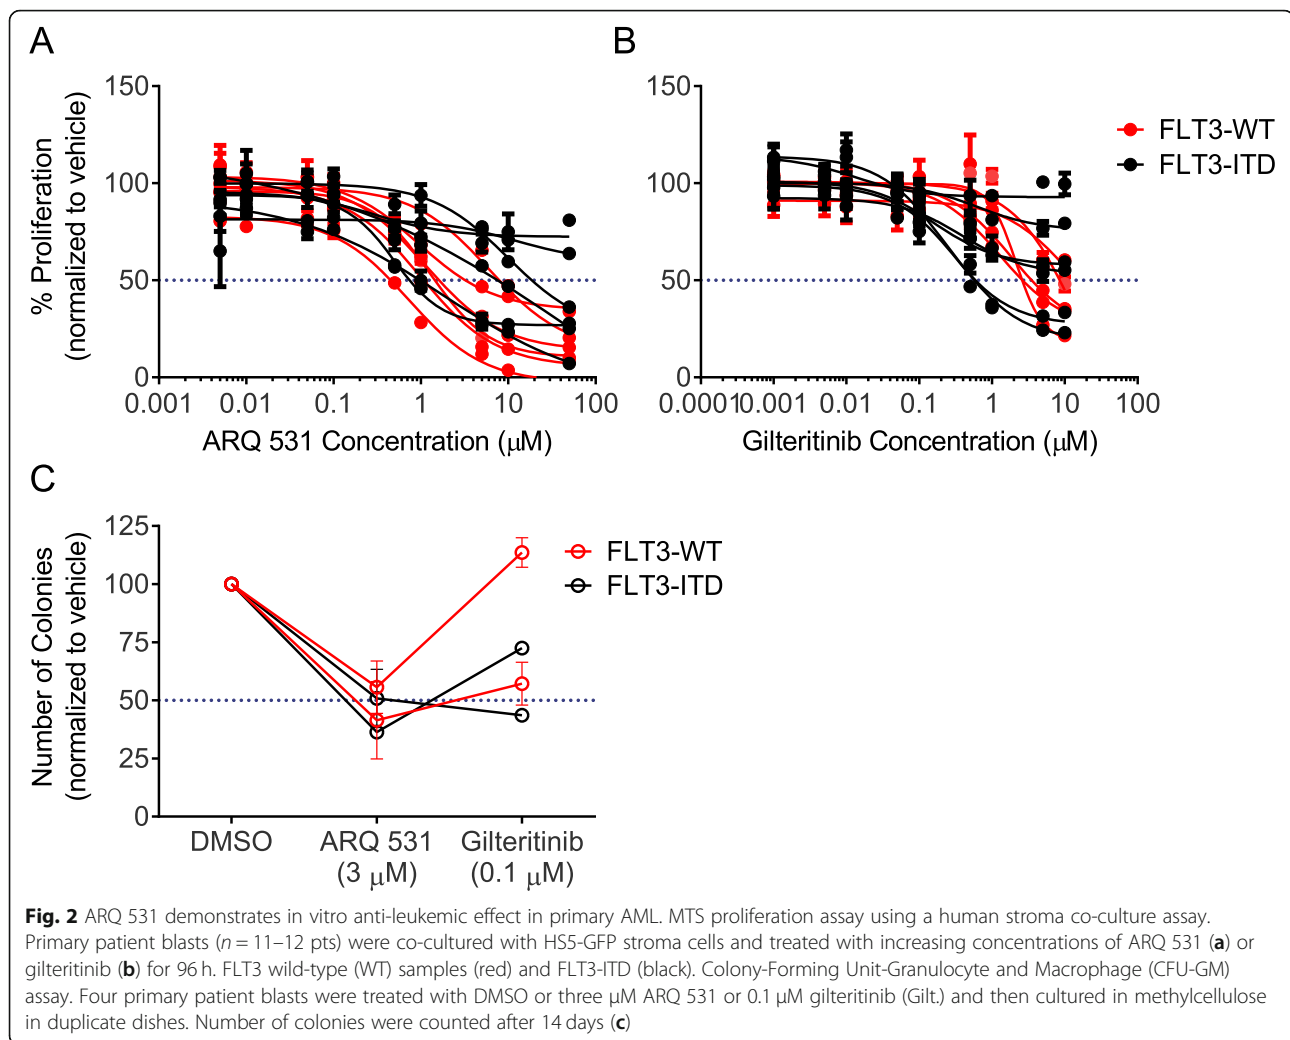 A
B
150
100
50
0
% Proliferation
(normalized to vehicle)
0.001 0.01 0.1 1 10 100
ARQ 531 Concentration (μM)
150
100
50
0
0.0001 0.001 0.01 0.1 1 10 100
Gilteritinib Concentration (μM)
FLT3-WT
FLT3-ITD
C
125
100
75
50
25
0
Number of Colonies
(normalized to vehicle)
DMSO ARQ 531 Gilteritinib
(3 μM) (0.1 μM)
FLT3-WT
FLT3-ITD
Fig. 2 ARQ 531 demonstrates in vitro anti-leukemic effect in primary AML. MTS proliferation assay using a human stroma co-culture assay.
Primary patient blasts (n = 11–12 pts) were co-cultured with HS5-GFP stroma cells and treated with increasing concentrations of ARQ 531 (a) or
gilteritinib (b) for 96 h. FLT3 wild-type (WT) samples (red) and FLT3-ITD (black). Colony-Forming Unit-Granulocyte and Macrophage (CFU-GM)
assay. Four primary patient blasts were treated with DMSO or three μM ARQ 531 or 0.1 μM gilteritinib (Gilt.) and then cultured in methylcellulose
in duplicate dishes. Number of colonies were counted after 14 days (c)